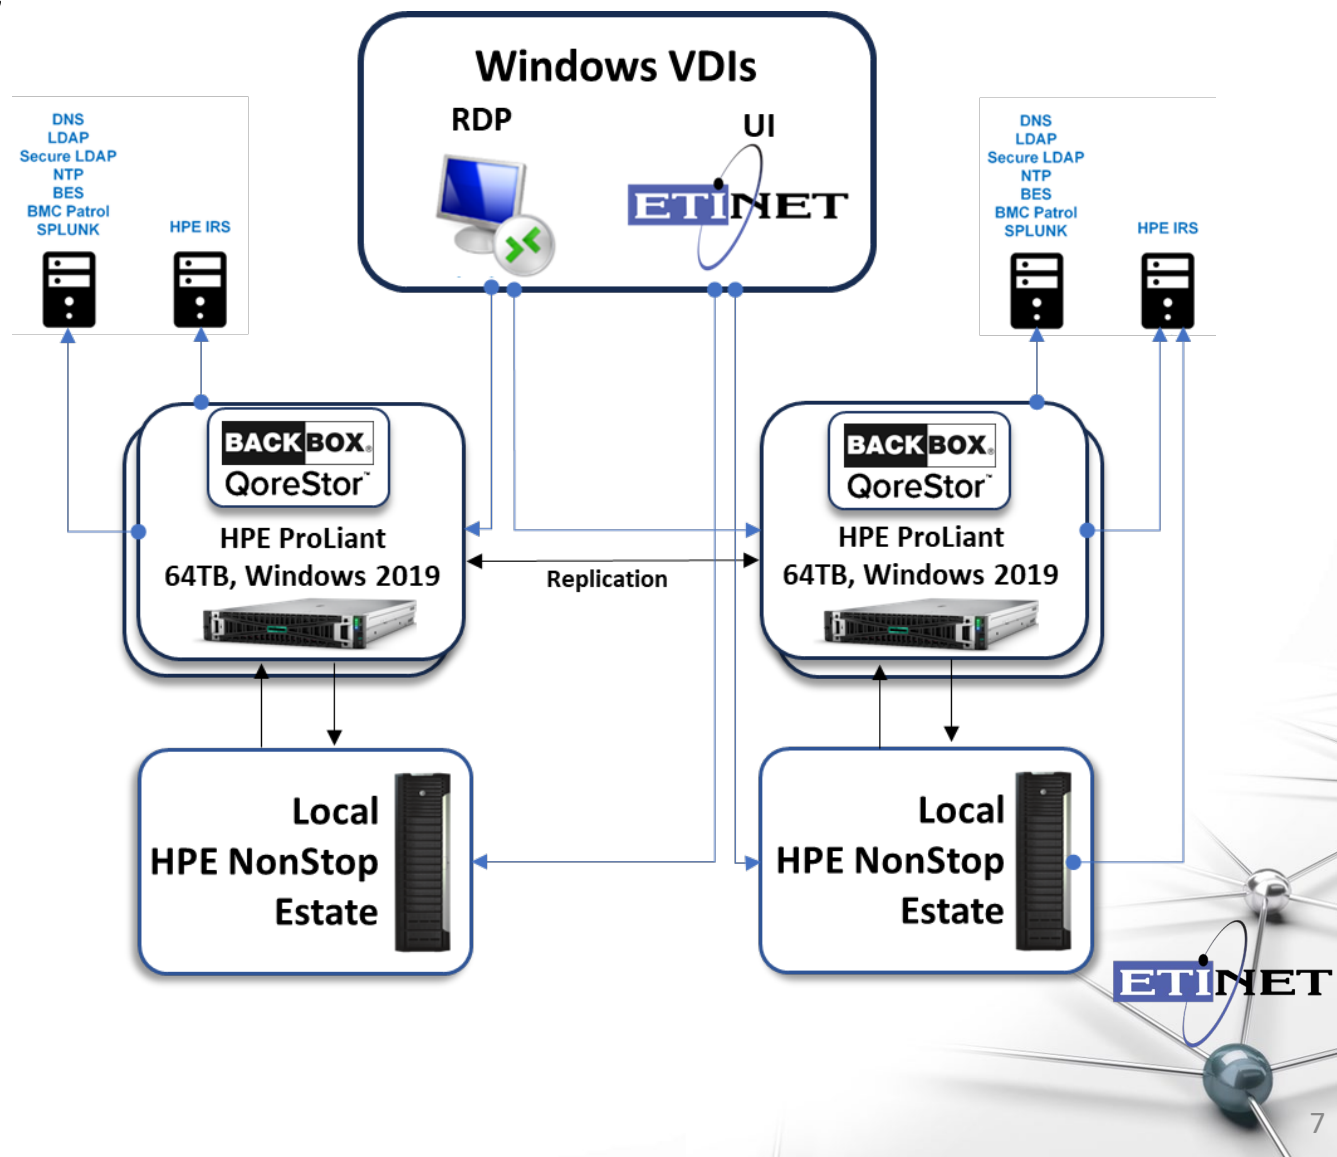 Windows VDIs
RDP
UI
ETINET
DNS
LDAP
Secure LDAP
NTP
BES
BMC Patrol
SPLUNK
HPE IRS
DNS
LDAP
Secure LDAP
NTP
BES
BMC Patrol
SPLUNK
HPE IRS
BACKBOX®
QoreStor™
HPE ProLiant
64TB, Windows 2019
Replication
BACKBOX®
QoreStor™
HPE ProLiant
64TB, Windows 2019
Local
HPE NonStop
Estate
Local
HPE NonStop
Estate
ETINET
7